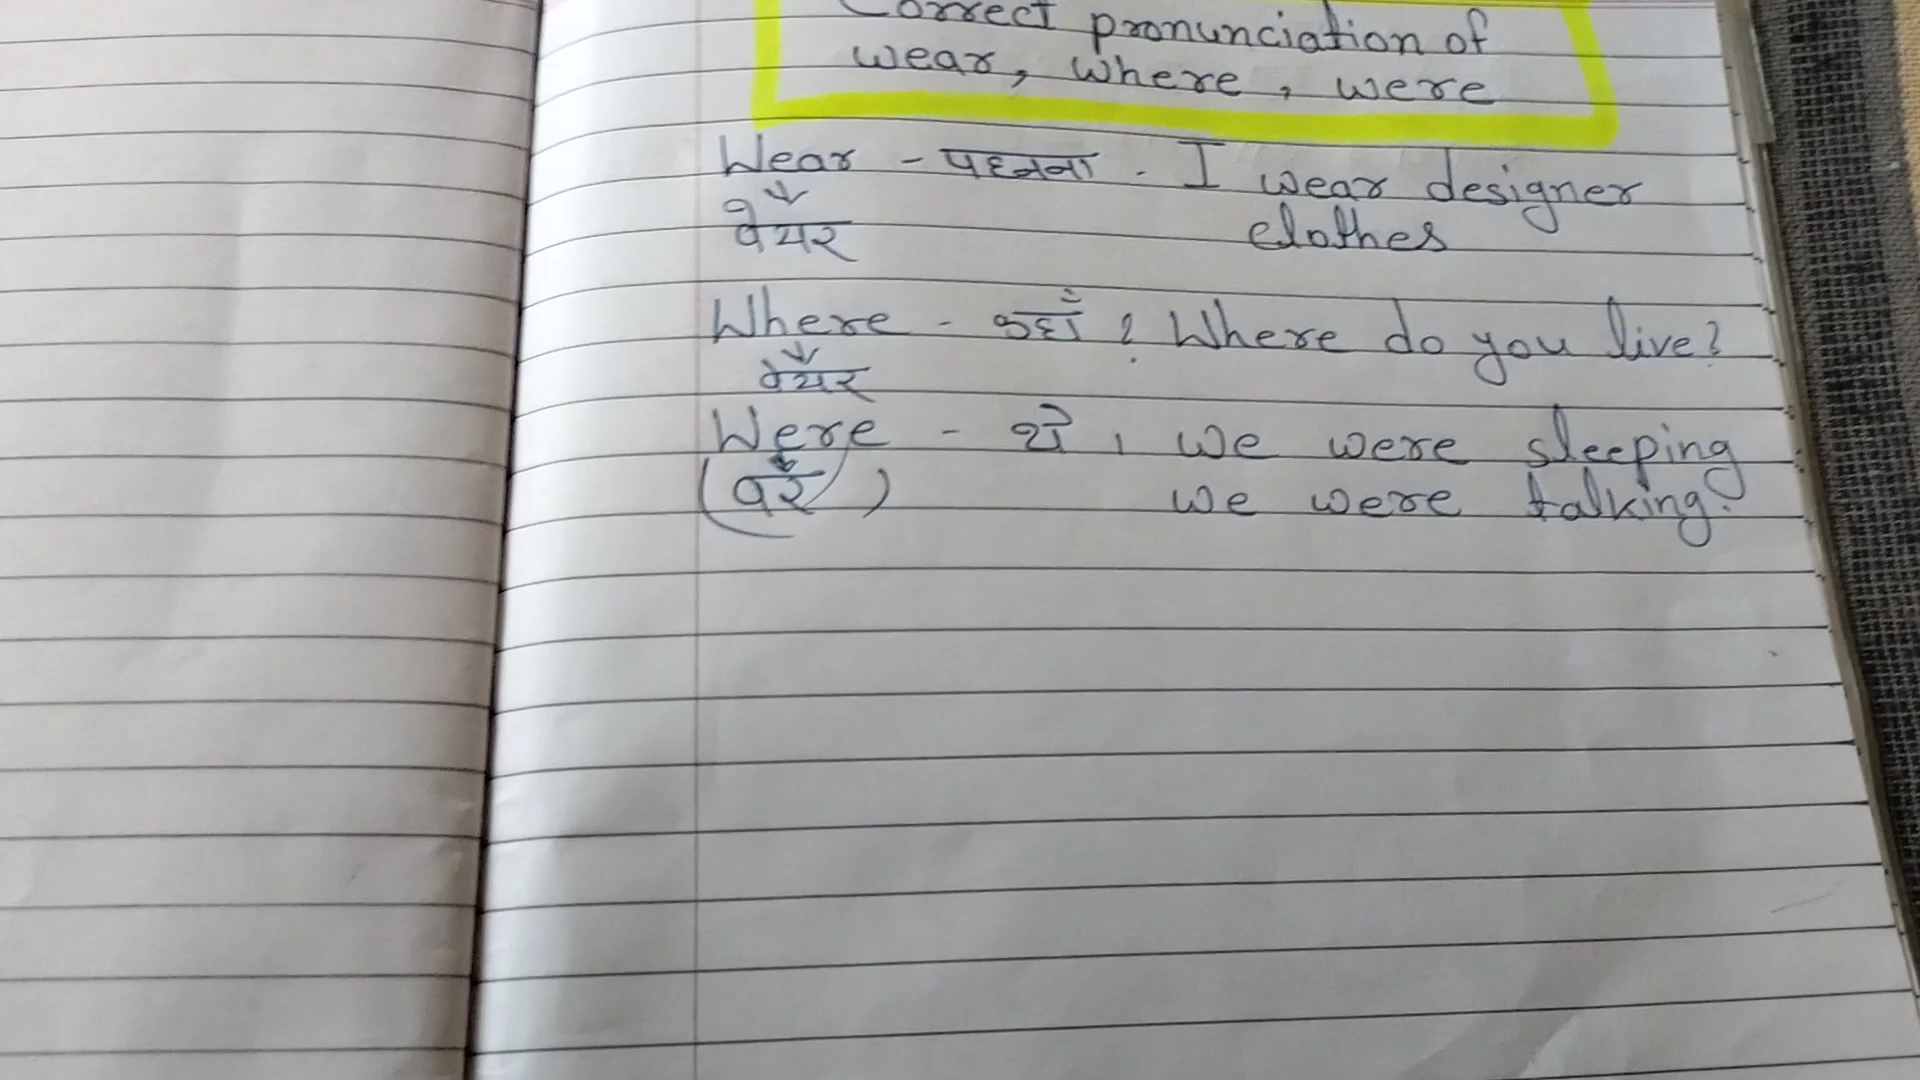 Correct pronunciation of
wear, where, were
Wear - पहनना . I wear designer
वेयर clothes
Where - कहाँ ? Where do you live?
वेयर
Were - थे , we were sleeping
(वर) we were talking.